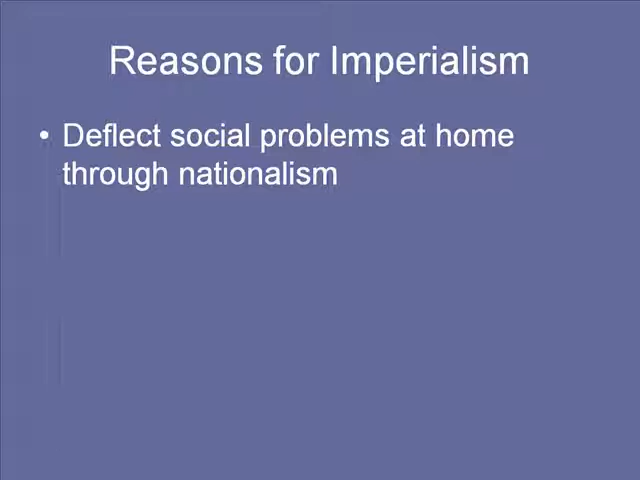 Reasons for Imperialism
• Deflect social problems at home
through nationalism